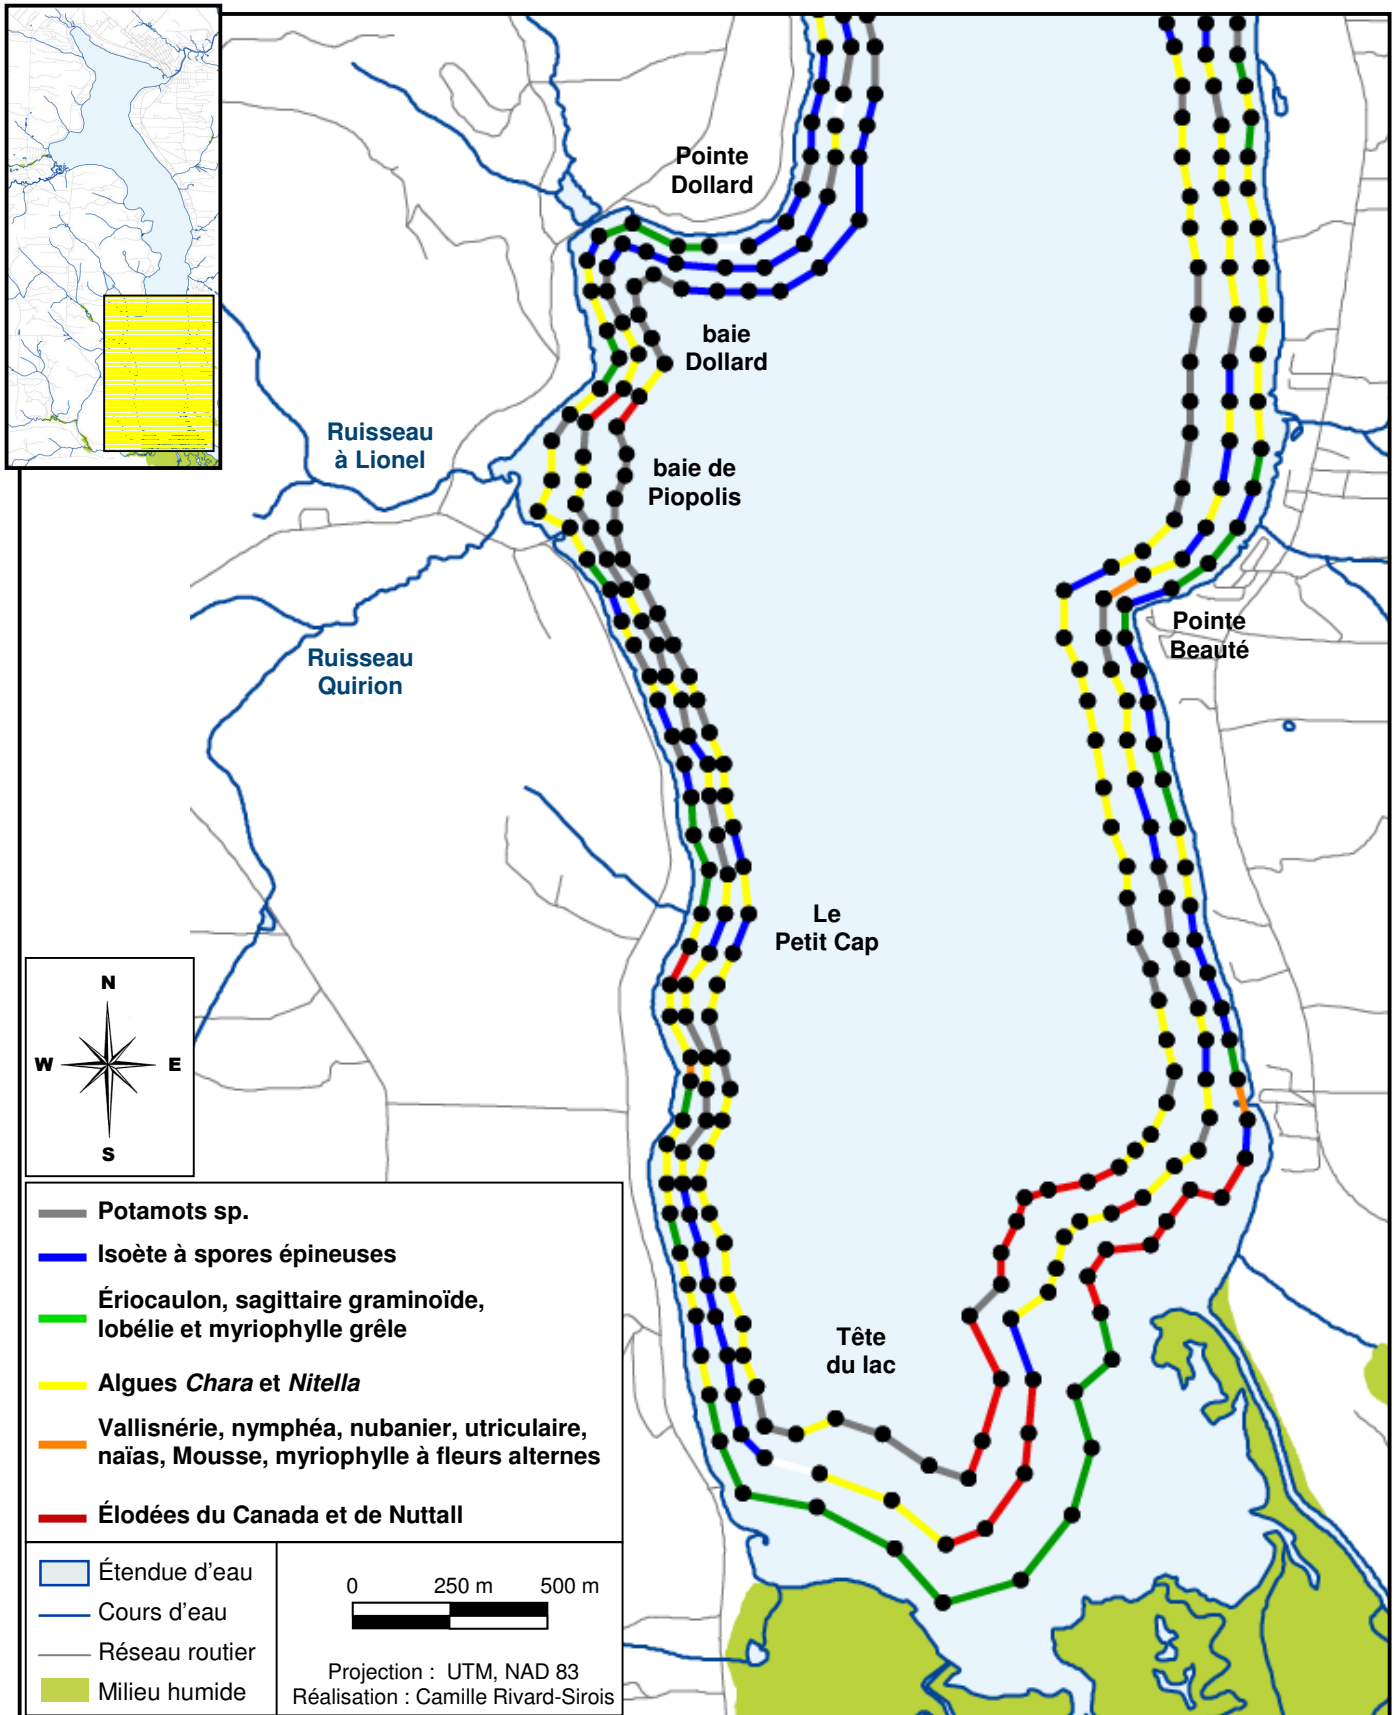 Pointe
Dollard
baie
Dollard
Ruisseau
à Lionel
baie de
Piopolis
Pointe
Beauté
Ruisseau
Quirion
Le
Petit Cap
N
W
E
S
Tête
du lac
Potamots sp.
Isoète à spores épineuses
Ériocaulon, sagittaire graminoïde,
lobélie et myriophylle grêle
Algues Chara et Nitella
Vallisnérie, nymphéa, nubanier, utriculaire,
naïas, Mousse, myriophylle à fleurs alternes
Élodées du Canada et de Nuttall
Étendue d'eau
Cours d'eau
Réseau routier
Milieu humide
0 250 m 500 m
Projection : UTM, NAD 83
Réalisation : Camille Rivard-Sirois